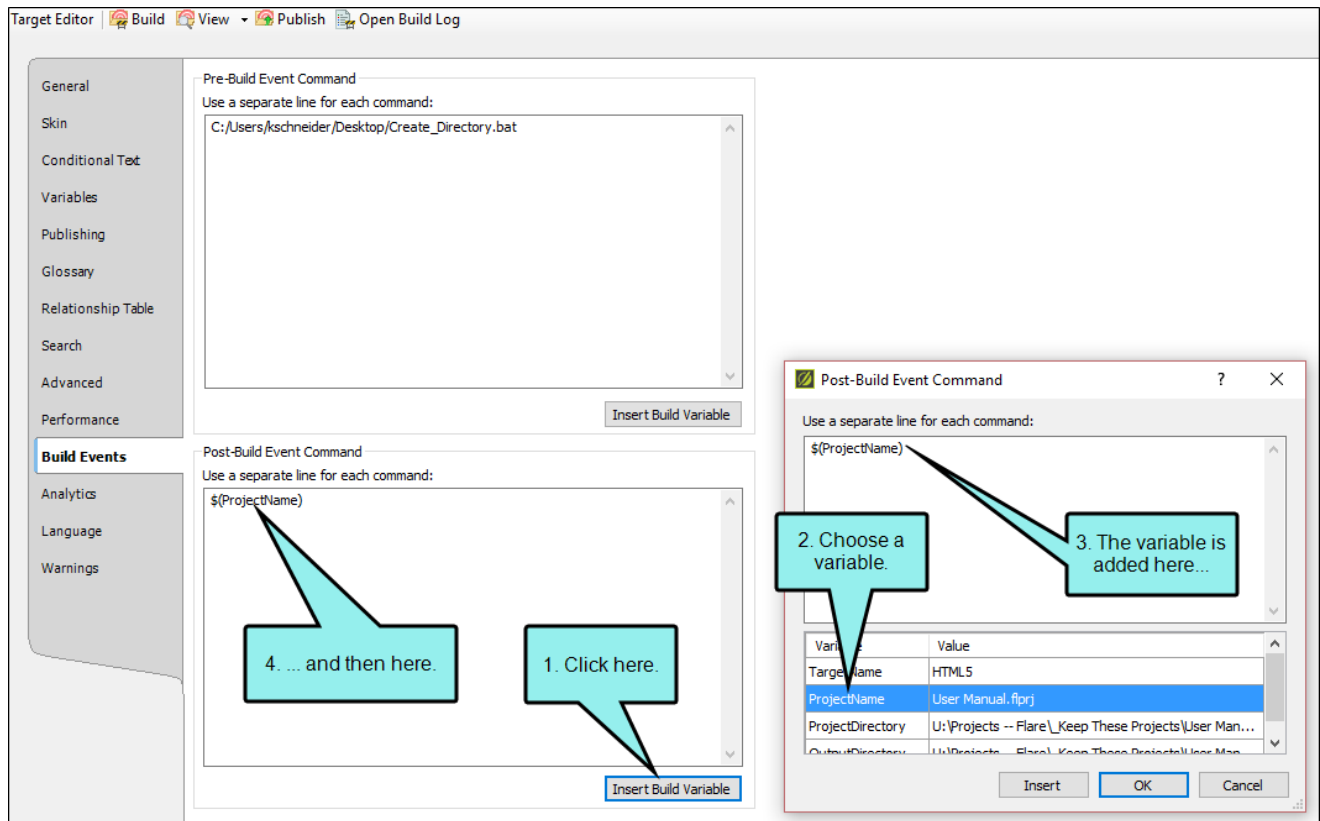 Target Editor Build View Publish Open Build Log
General
Skin
Conditional Text
Variables
Publishing
Glossary
Relationship Table
Search
Advanced
Performance
Build Events
Analytics
Language
Warnings
Pre-Build Event Command
Use a separate line for each command:
C:/Users/kschneider/Desktop/Create_Directory.bat
Insert Build Variable
Post-Build Event Command
Use a separate line for each command:
$(ProjectName)
4. ... and then here.
1. Click here.
Insert Build Variable
Post-Build Event Command ?
Use a separate line for each command:
$(ProjectName)
2. Choose a
variable.
3. The variable is
added here...
Value
HTML5
ProjectName User Manual.flprj
ProjectDirectory U:\Projects -- Flare\_Keep These Projects\User Man...
Insert OK Cancel